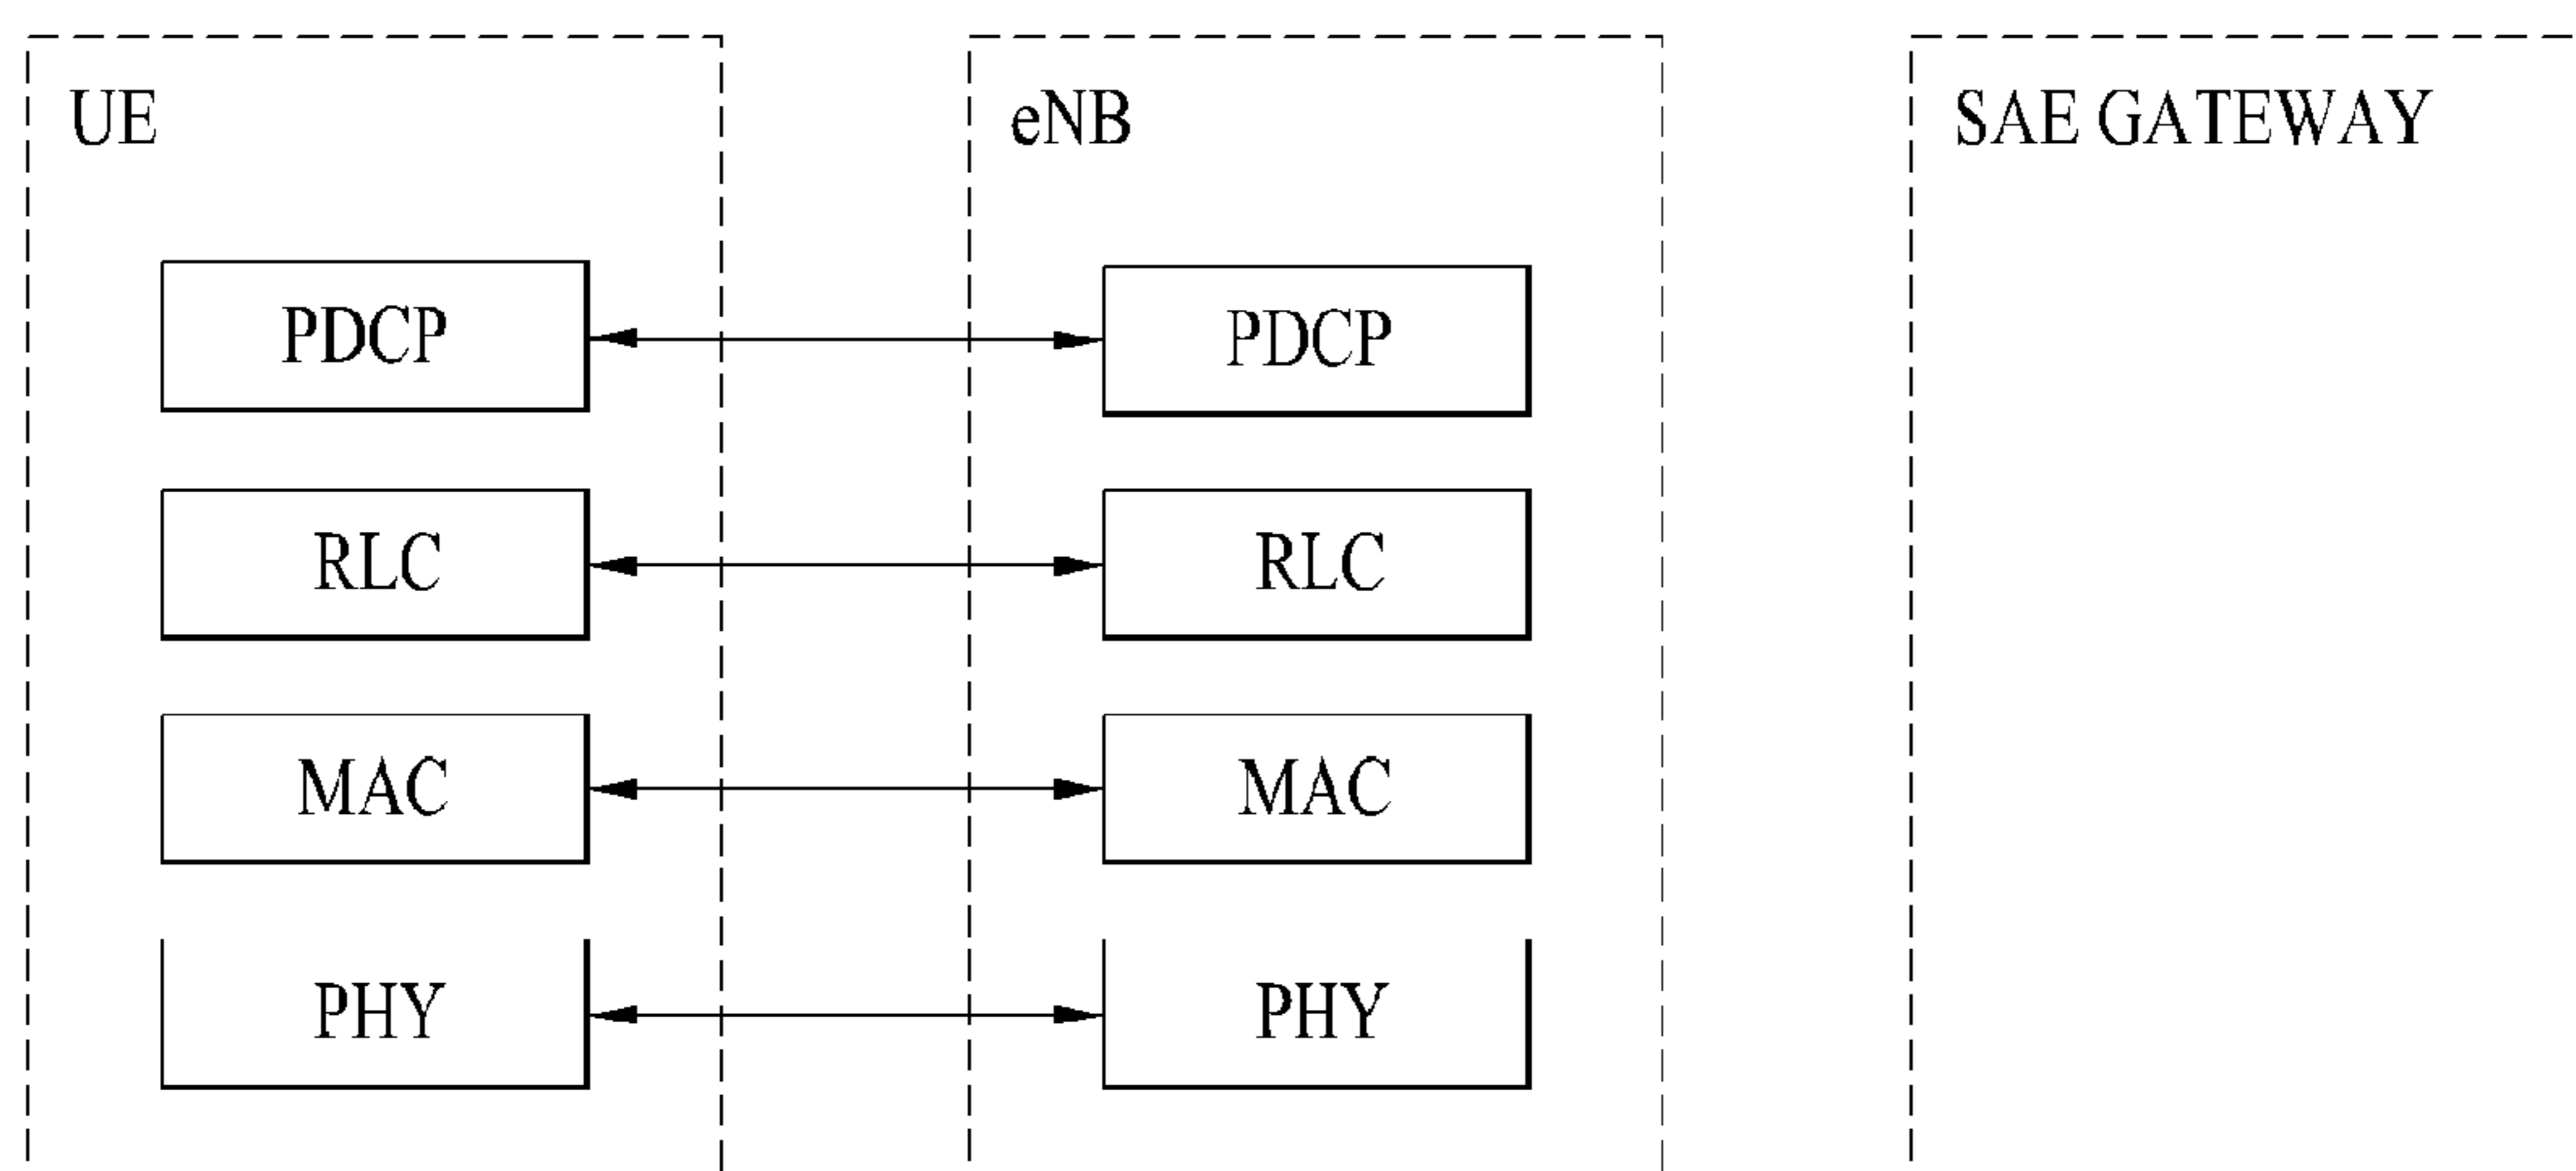 UE
eNB
SAE GATEWAY
PDCP
PDCP
RLC
RLC
MAC
MAC
PHY
PHY